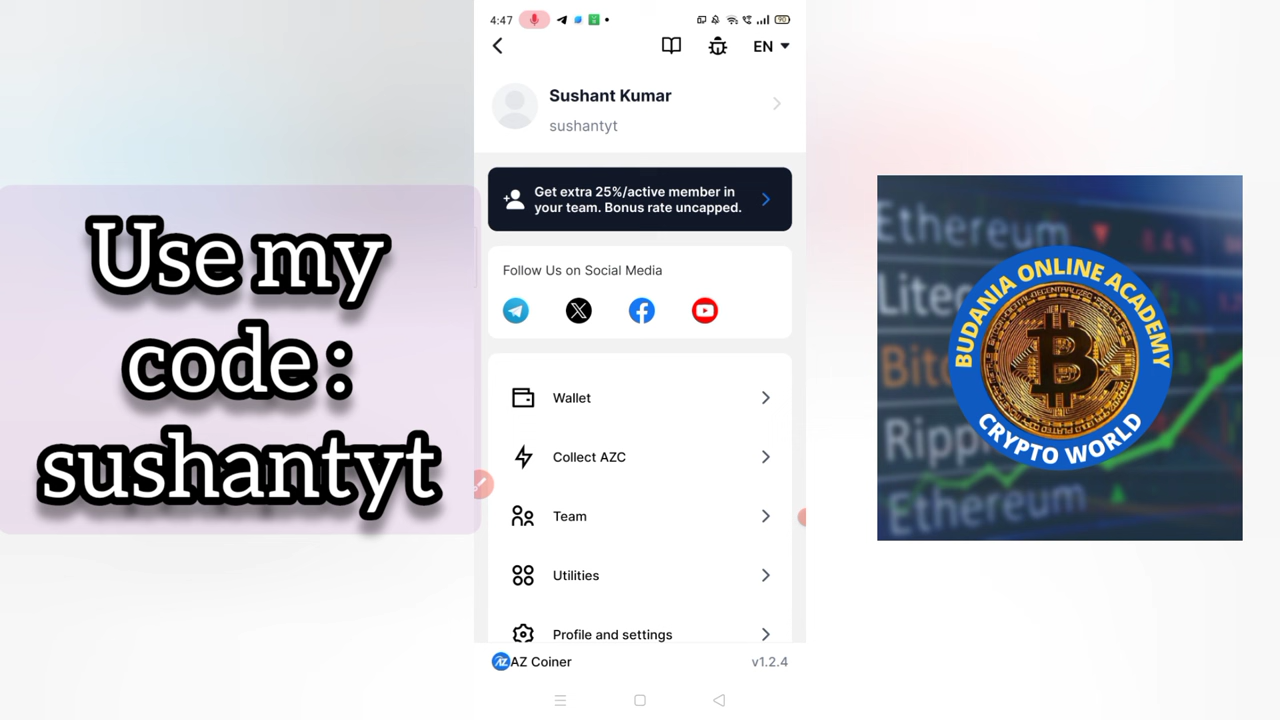 Use my
code :
sushantyt
4:47
EN
Sushant Kumar
sushantyt
Get extra 25%/active member in
your team. Bonus rate uncapped.
Follow Us on Social Media
Wallet
Collect AZC
Team
Utilities
Profile and settings
AZ Coiner
v1.2.4
Ethereum
BUDANIA ONLINE ACADEMY
CRYPTO WORLD
Ethereum